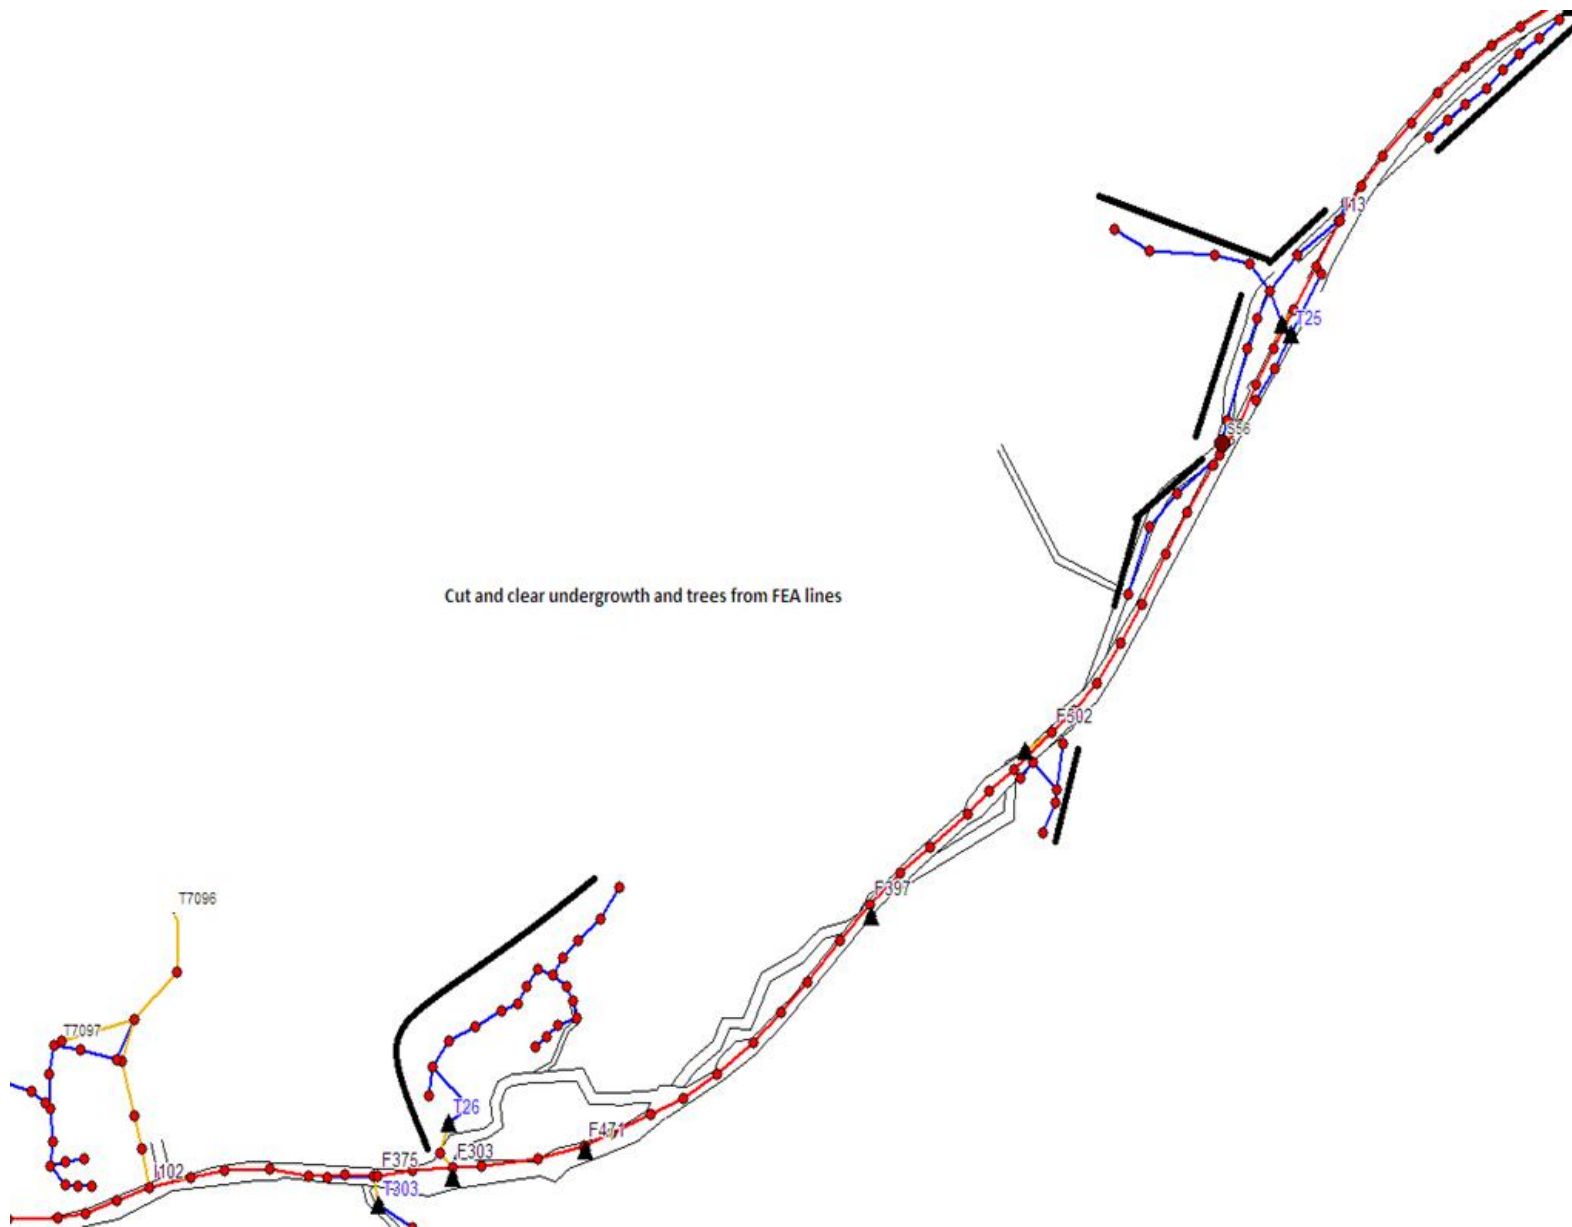 I13
T25
S56
Cut and clear undergrowth and trees from FEA lines
F502
F397
T7096
T7097
T26
F471
F303
F375
I102
T303